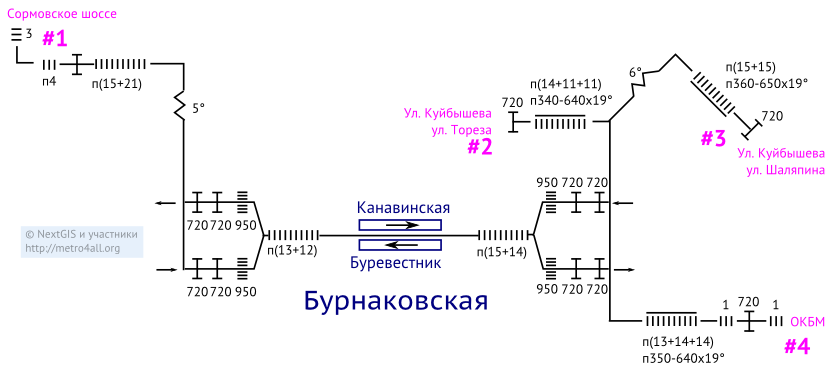 Сормовское шоссе
3
#1
п4
п(15+21)
5°
п(14+11+11)
п340-640х19°
720
Ул. Куйбышева
ул. Тореза
#2
6°
п(15+15)
п360-650х19°
720
#3
Ул. Куйбышева
ул. Шаляпина
720 720 950
950 720 720
Канавинская
п(13+12)
п(15+14)
Буревестник
720 720 950
950 720 720
© NextGIS и участники
http://metro4all.org
Бурнаковская
1 720 1
ОКБМ
п(13+14+14)
п350-640х19°
#4